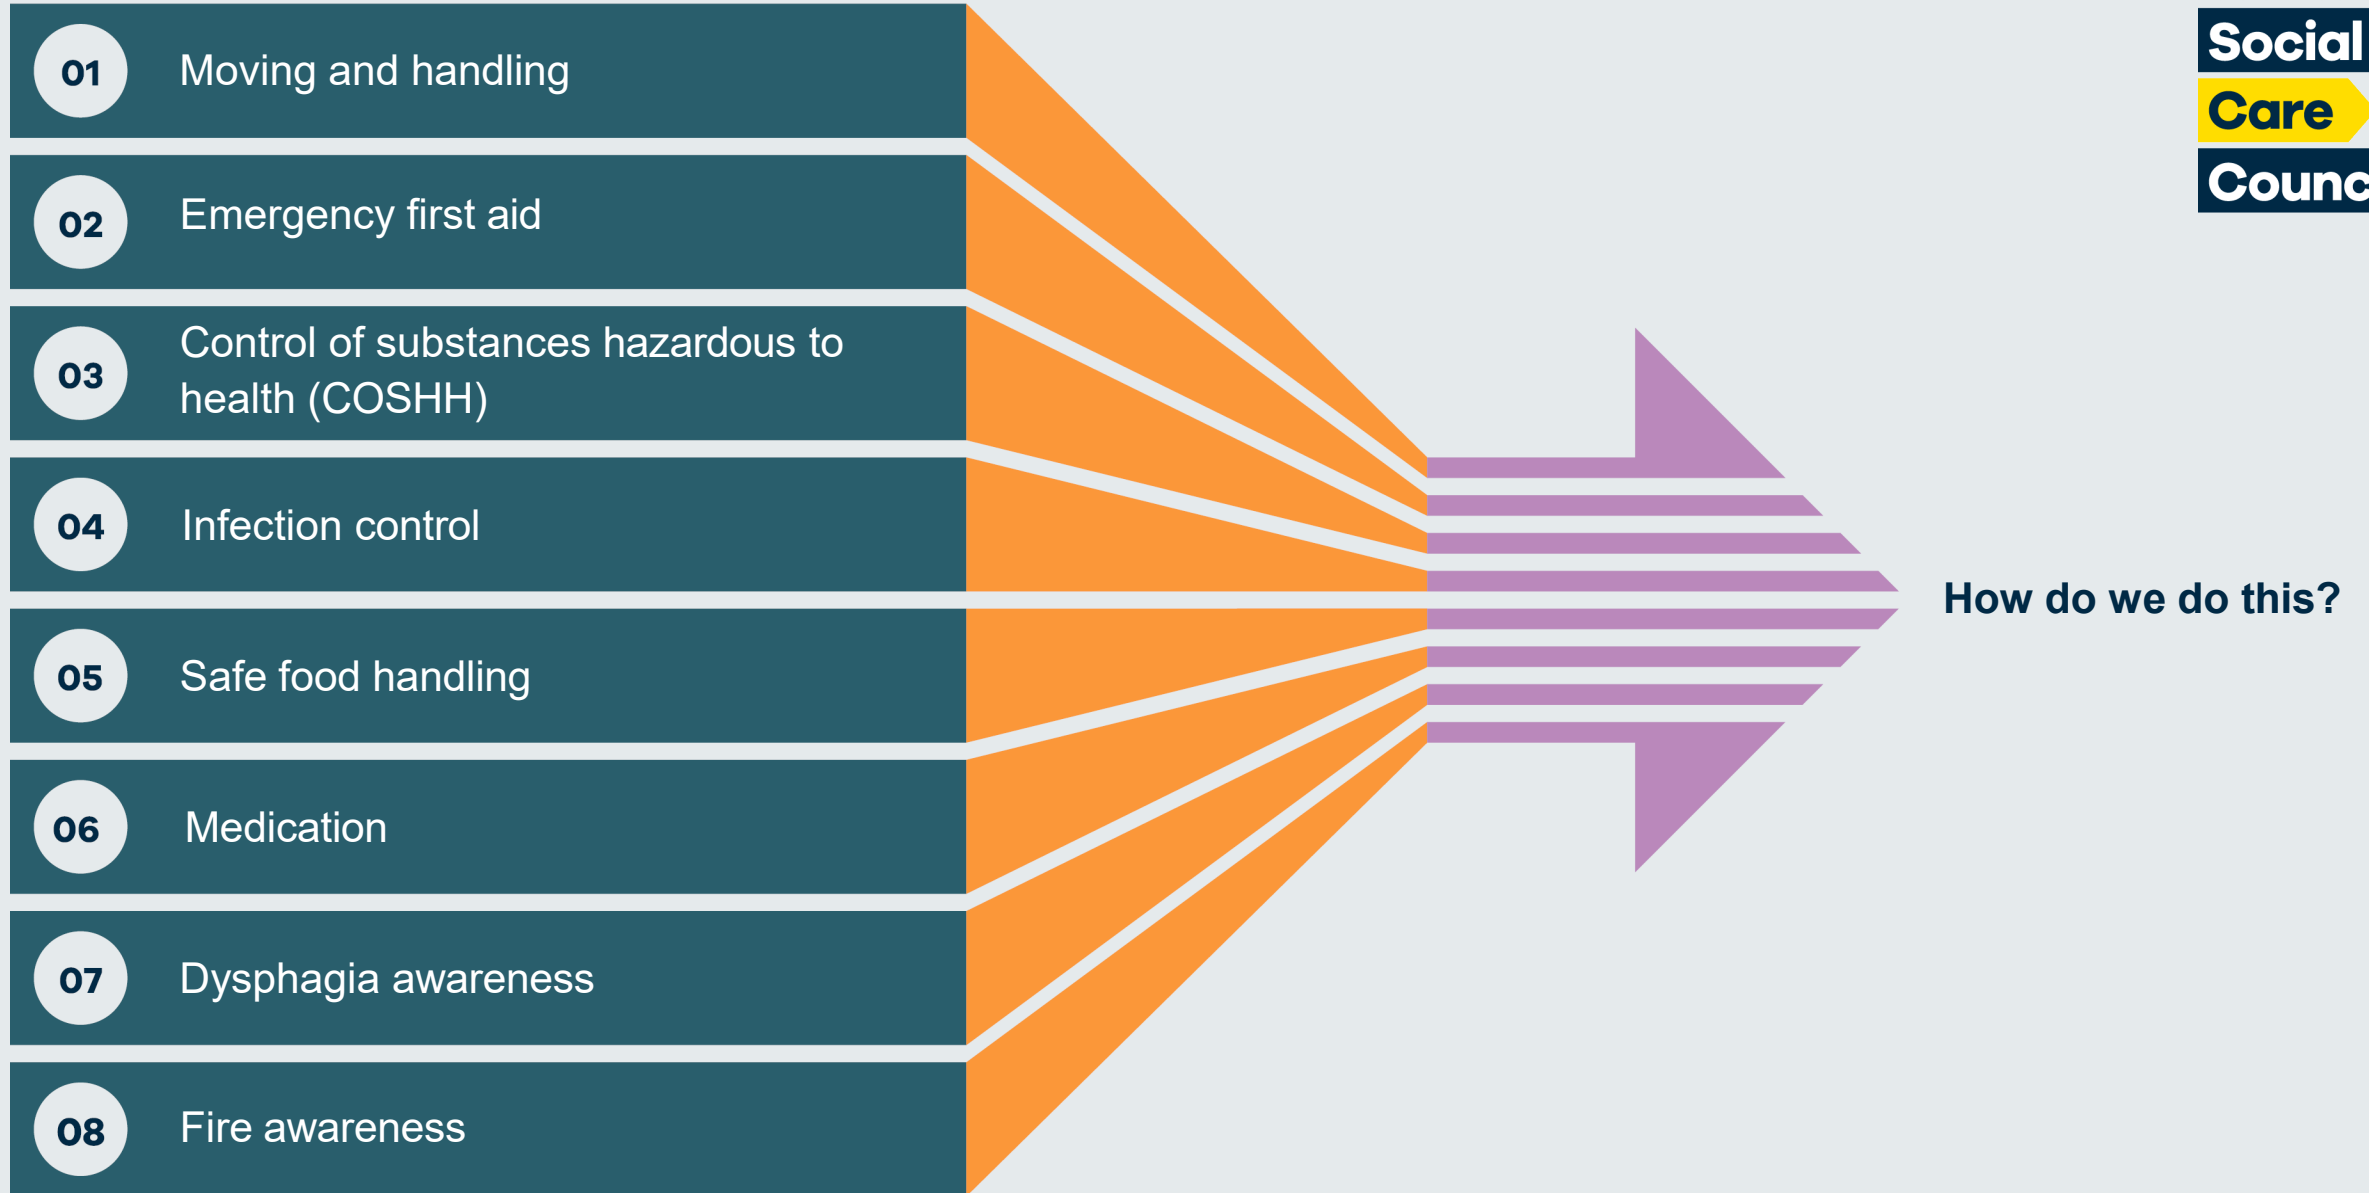 01
Moving and handling
02
Emergency first aid
03
Control of substances hazardous to
health (COSHH)
04
Infection control
05
Safe food handling
06
Medication
07
Dysphagia awareness
08
Fire awareness
How do we do this?
Social
Care